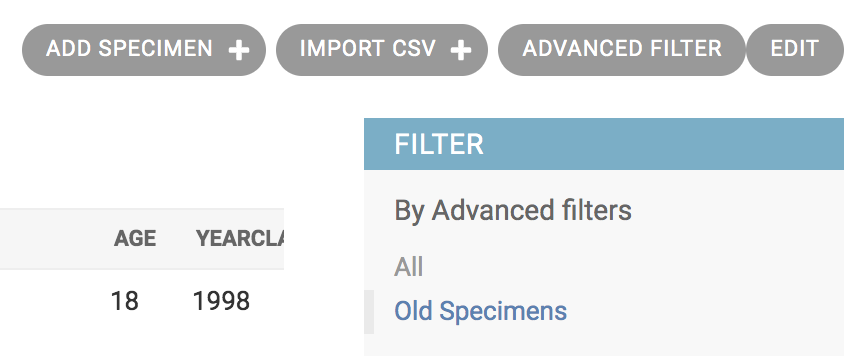 ADD SPECIMEN + IMPORT CSV + ADVANCED FILTER EDIT
FILTER
By Advanced filters
AGE YEARCLA
All
18 1998
Old Specimens